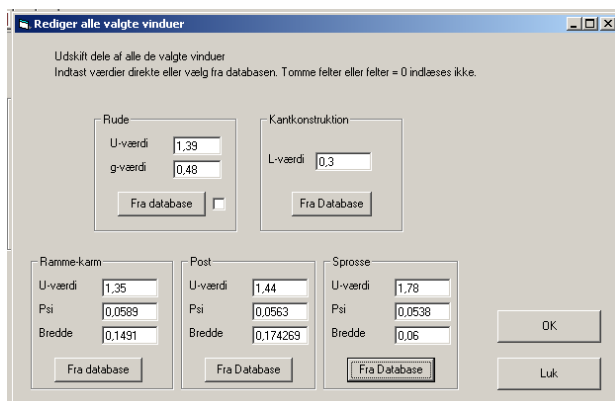 Rediger alle valgte vinduer
Udskift dele af alle de valgte vinduer
Indtast værdier direkte eller vælg fra databasen. Tomme felter eller felter = 0 indlæses ikke.
Rude
U-værdi 1,39
g-værdi 0,48
Fra database
Kantkonstruktion
L-værdi 0,3
Fra Database
Ramme-karm
U-værdi 1,35
Psi 0,0589
Bredde 0,1491
Fra database
Post
U-værdi 1,44
Psi 0,0563
Bredde 0,174269
Fra Database
Sprosse
U-værdi 1,78
Psi 0,0538
Bredde 0,06
Fra Database
OK
Luk